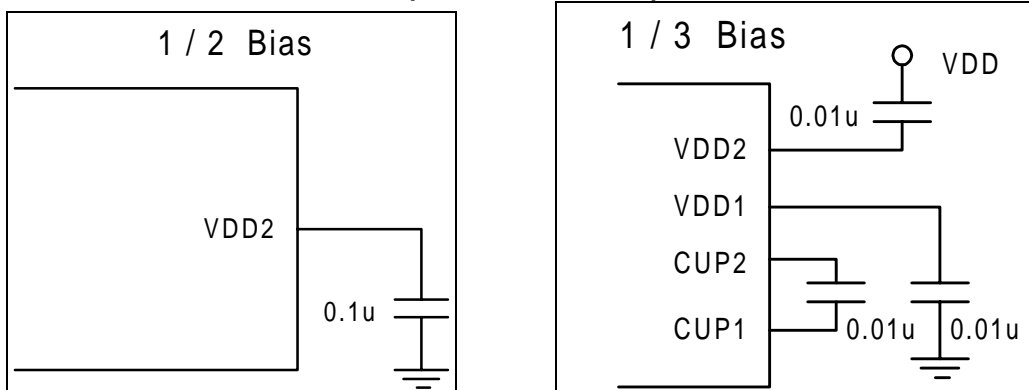 1 / 2 Bias
VDD2
0.1u
1 / 3 Bias
VDD
0.01u
VDD2
VDD1
CUP2
CUP1
0.01u
0.01u